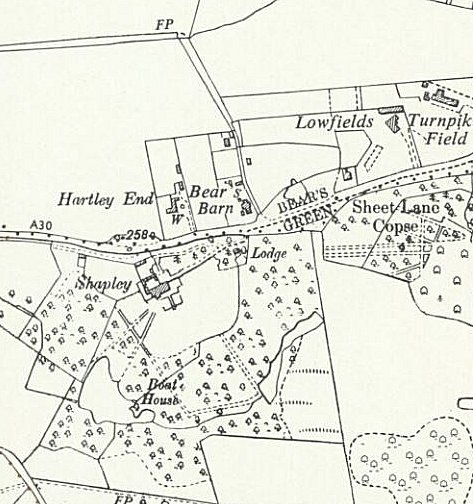 FP
Lowfields
Turnpik
Field
Hartley End
Bear
Barn
W
BEAR'S
GREEN
Sheet Lane
Copse
A30
258
Lodge
Shapley
Boat
House
FP